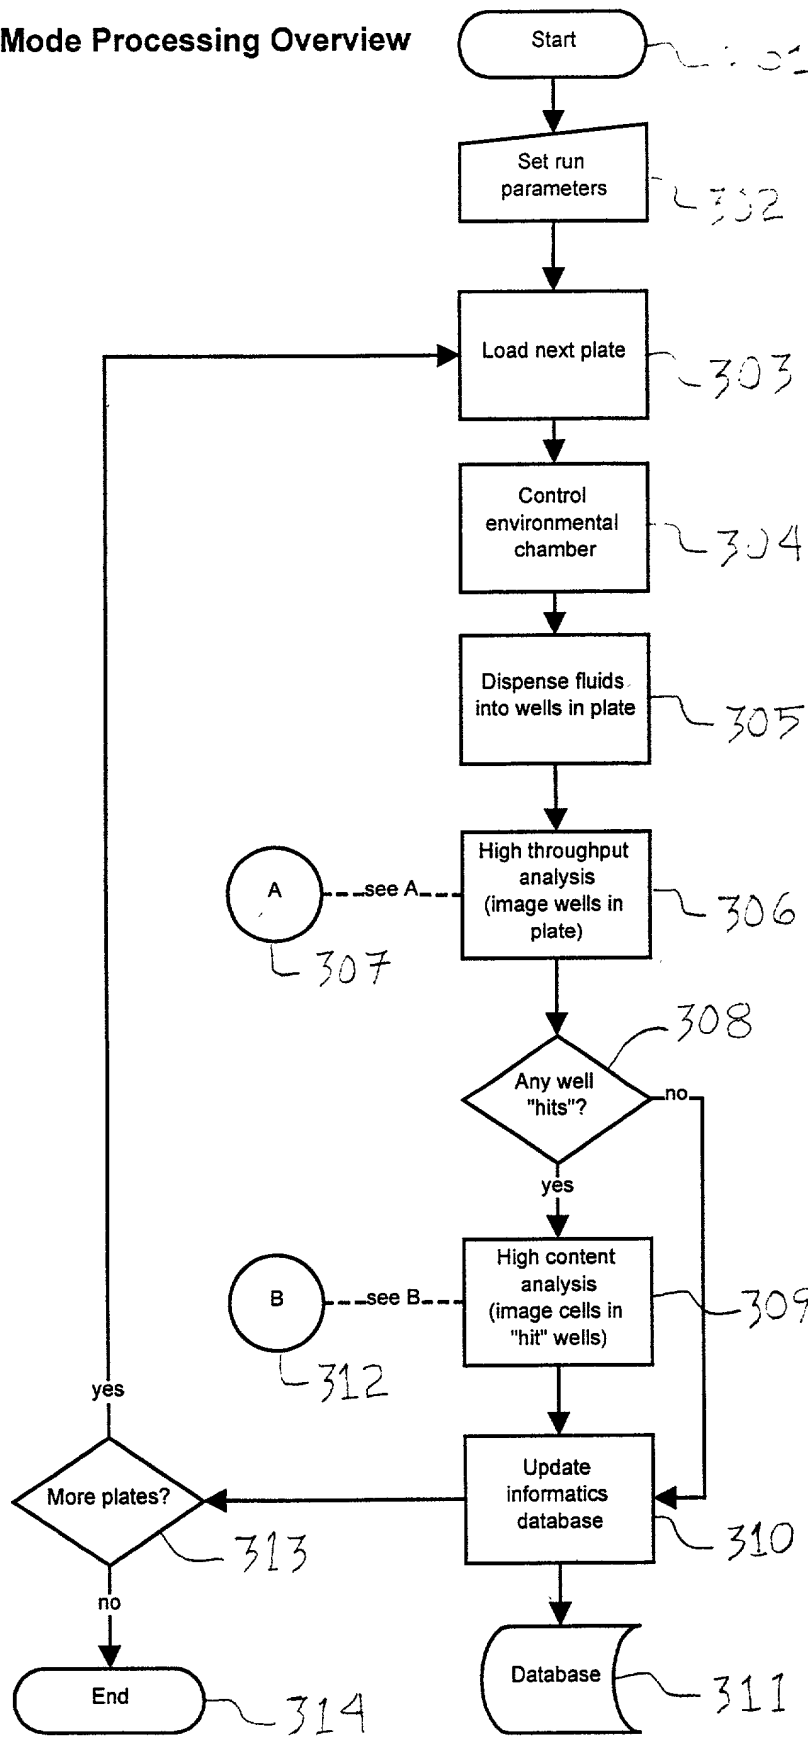 Mode Processing Overview
Start
Set run
parameters
302
Load next plate
303
Control
environmental
chamber
304
Dispense fluids
into wells in plate
305
High throughput
analysis
(image wells in
plate)
306
A
see A
307
308
Any well
"hits"?
no
yes
High content
analysis
(image cells in
"hit" wells)
309
B
see B
312
yes
More plates?
313
Update
informatics
database
310
no
End
314
Database
311